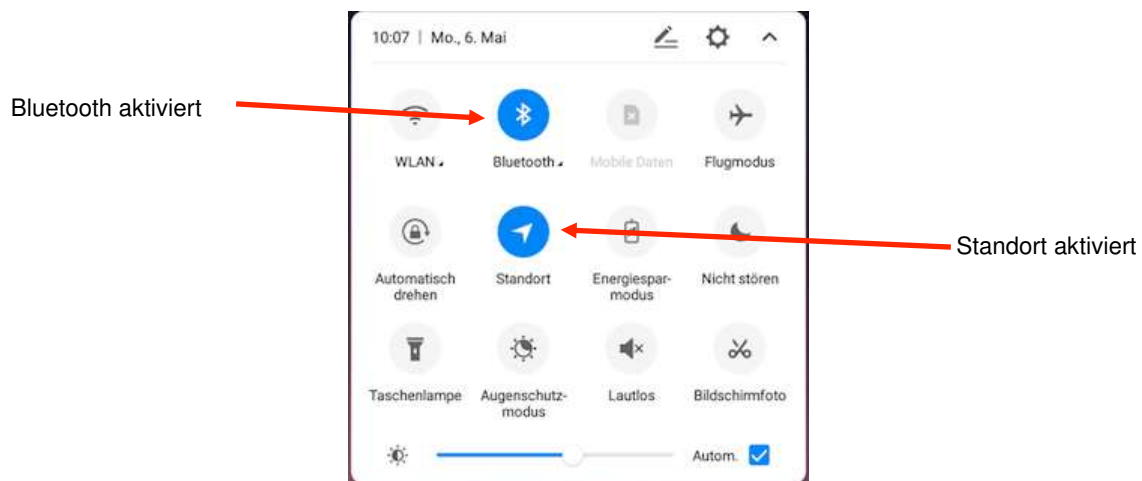 10:07 | Mo., 6. Mai
Bluetooth aktiviert
WLAN
Bluetooth
Mobile Daten
Flugmodus
Standort aktiviert
Automatisch
drehen
Standort
Energiespar-
modus
Nicht stören
Taschenlampe
Augenschutz-
modus
Lautlos
Bildschirmfoto
Autom.